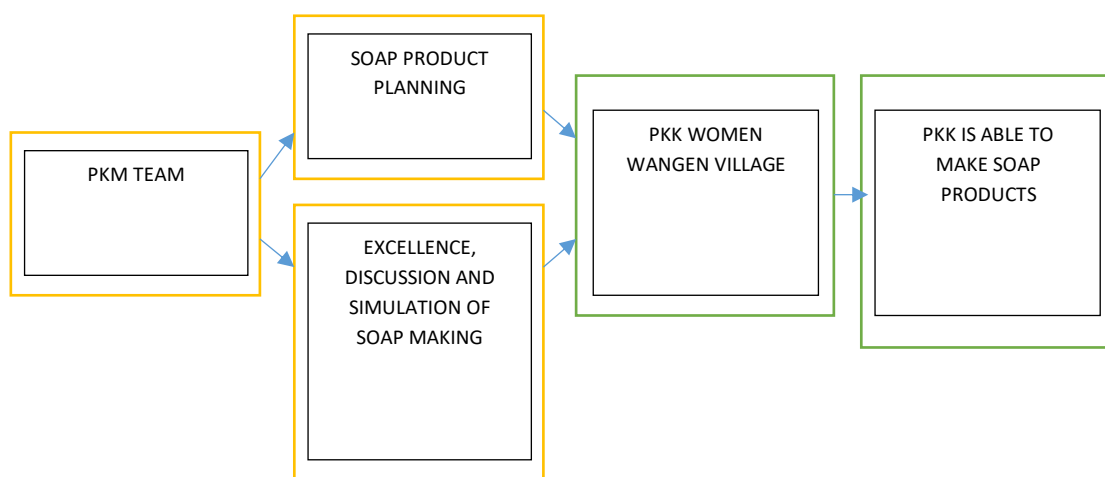 PKM TEAM
SOAP PRODUCT
PLANNING
EXCELLENCE,
DISCUSSION AND
SIMULATION OF
SOAP MAKING
PKK WOMEN
WANGEN VILLAGE
PKK IS ABLE TO
MAKE SOAP
PRODUCTS